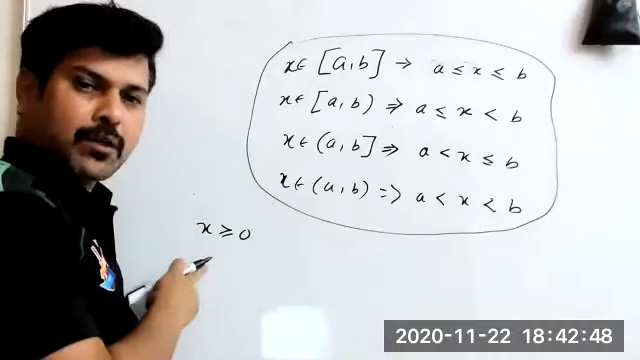 x ∈ [a, b] → a ≤ x ≤ b
x ∈ [a, b) ⇒ a ≤ x < b
x ∈ (a, b] ⇒ a < x ≤ b
x ∈ (a, b) => a < x < b
x ≥ 0
2020-11-22 18:42:48